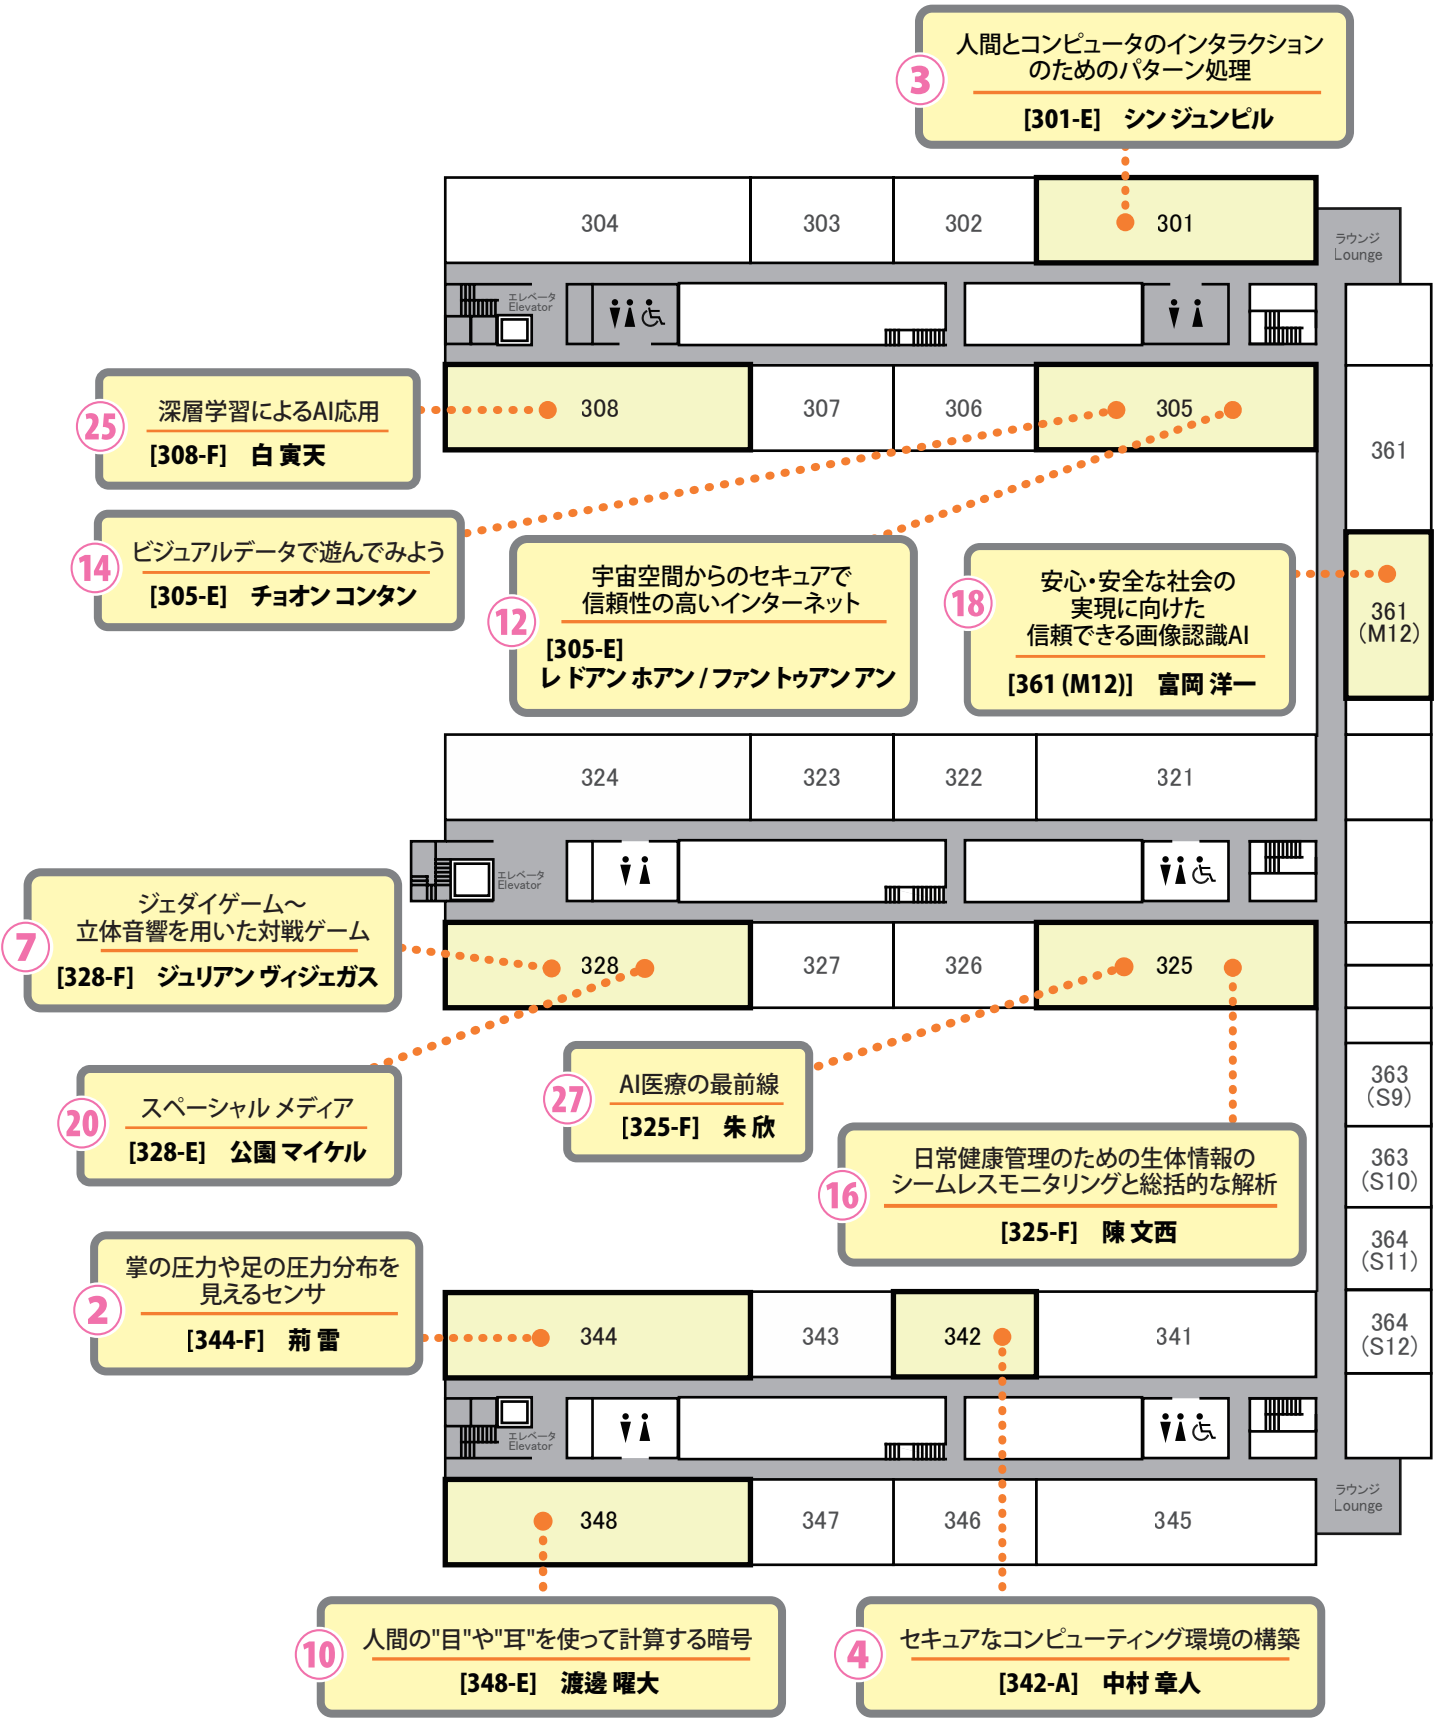 3
人間とコンピュータのインタラクション
のためのパターン処理
[301-E] シン ジュンピル
304
303
302
301
ラウンジ
Lounge
エレベータ
Elevator
308
307
306
305
361
25
深層学習によるAI応用
[308-F] 白 寅天
14
ビジュアルデータで遊んでみよう
[305-E] チョオン コンタン
12
宇宙空間からのセキュアで
信頼性の高いインターネット
[305-E]
レ ドアン ホアン / ファン トゥアン アン
18
安心・安全な社会の
実現に向けた
信頼できる画像認識AI
[361 (M12)] 富岡 洋一
361
(M12)
324
323
322
321
エレベータ
Elevator
7
ジェダイゲーム～
立体音響を用いた対戦ゲーム
[328-F] ジュリアン ヴィジェガス
328
327
326
325
20
スペーシャル メディア
[328-E] 公園 マイケル
27
AI医療の最前線
[325-F] 朱 欣
16
日常健康管理のための生体情報の
シームレスモニタリングと総括的な解析
[325-F] 陳 文西
363
(S9)
363
(S10)
364
(S11)
364
(S12)
2
掌の圧力や足の圧力分布を
見えるセンサ
[344-F] 荊 雷
344
343
342
341
エレベータ
Elevator
348
347
346
345
ラウンジ
Lounge
10
人間の"目"や"耳"を使って計算する暗号
[348-E] 渡邊 曜大
4
セキュアなコンピューティング環境の構築
[342-A] 中村 章人